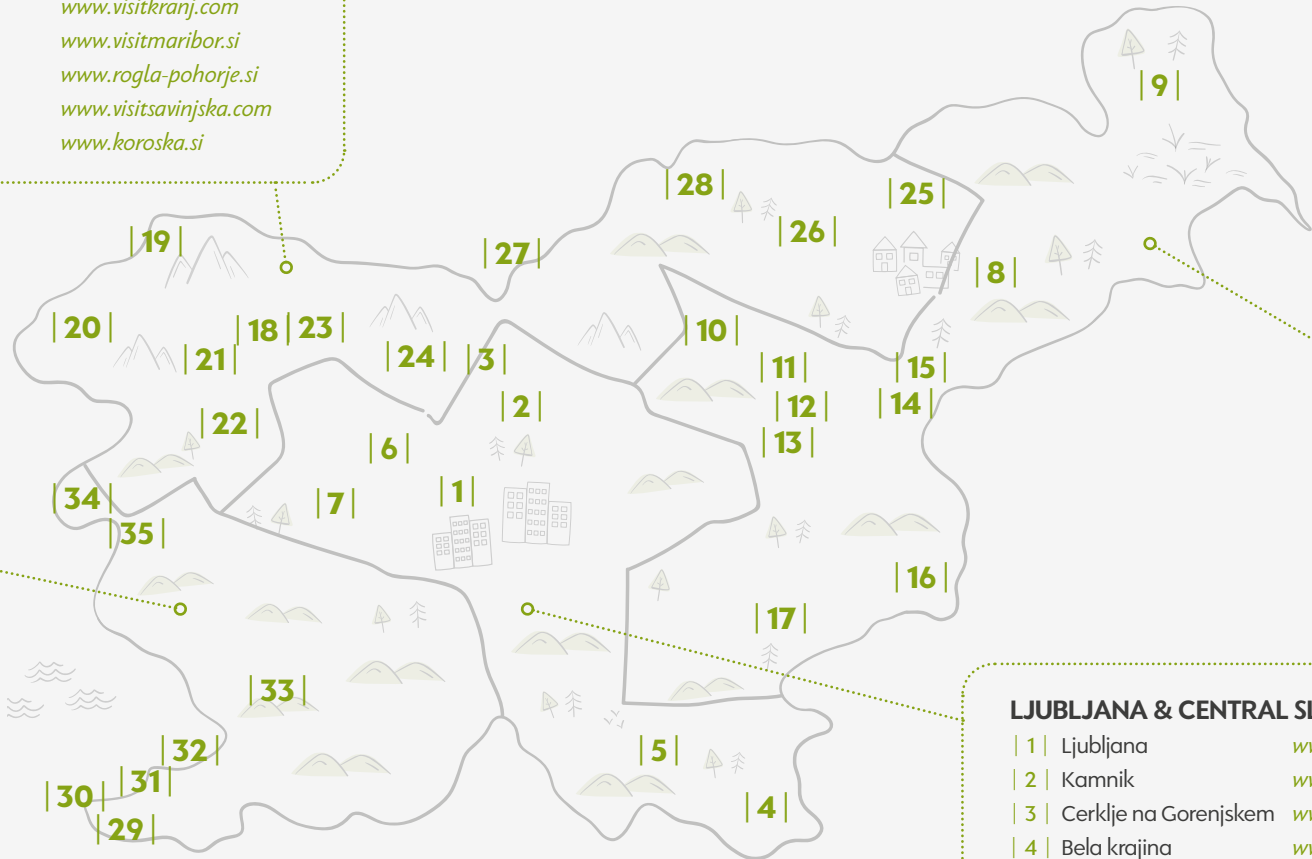 www.visitkranj.com
www.visitmaribor.si
www.rogla-pohorje.si
www.visitsavinjska.com
www.koroska.si
| 9 |
| 28 |
| 25 |
| 26 |
| 19 |
| 27 |
| 8 |
| 20 |
| 18 | 23 |
| 10 |
| 21 |
| 24 |
| 3 |
| 11 |
| 15 |
| 2 |
| 12 |
| 14 |
| 22 |
| 6 |
| 13 |
| 34 |
| 7 |
| 1 |
| 35 |
| 16 |
| 17 |
| 33 |
| 32 |
| 5 |
| 31 |
| 30 |
| 4 |
| 29 |
LJUBLJANA & CENTRAL
| 1 | Ljubljana
| 2 | Kamnik
| 3 | Cerklje na Gorenjskem
| 4 | Bela krajina